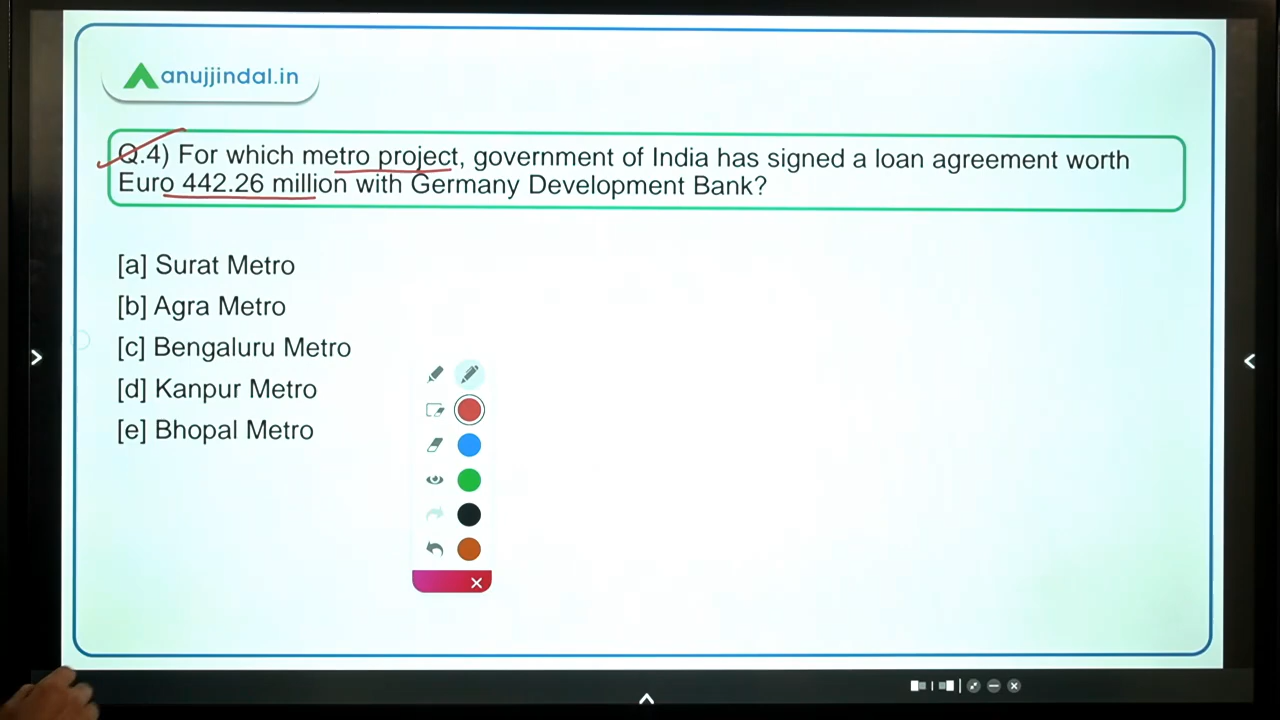 anujjindal.in
Q.4) For which metro project, government of India has signed a loan agreement worth
Euro 442.26 million with Germany Development Bank?
[a] Surat Metro
[b] Agra Metro
[c] Bengaluru Metro
[d] Kanpur Metro
[e] Bhopal Metro